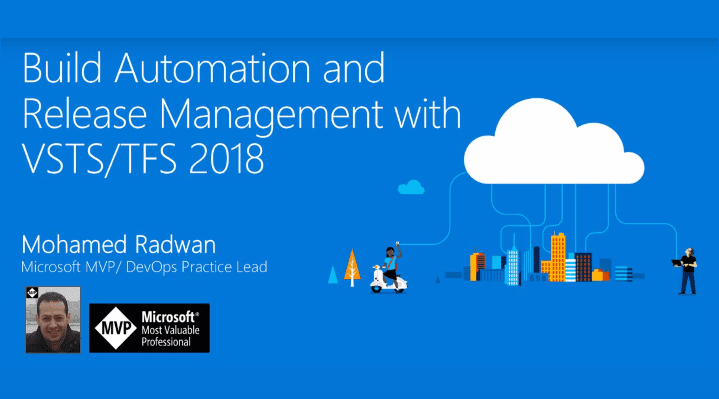 Build Automation and
Release Management with
VSTS/TFS 2018
Mohamed Radwan
Microsoft MVP/ DevOps Practice Lead
MVP
Microsoft®
Most Valuable
Professional